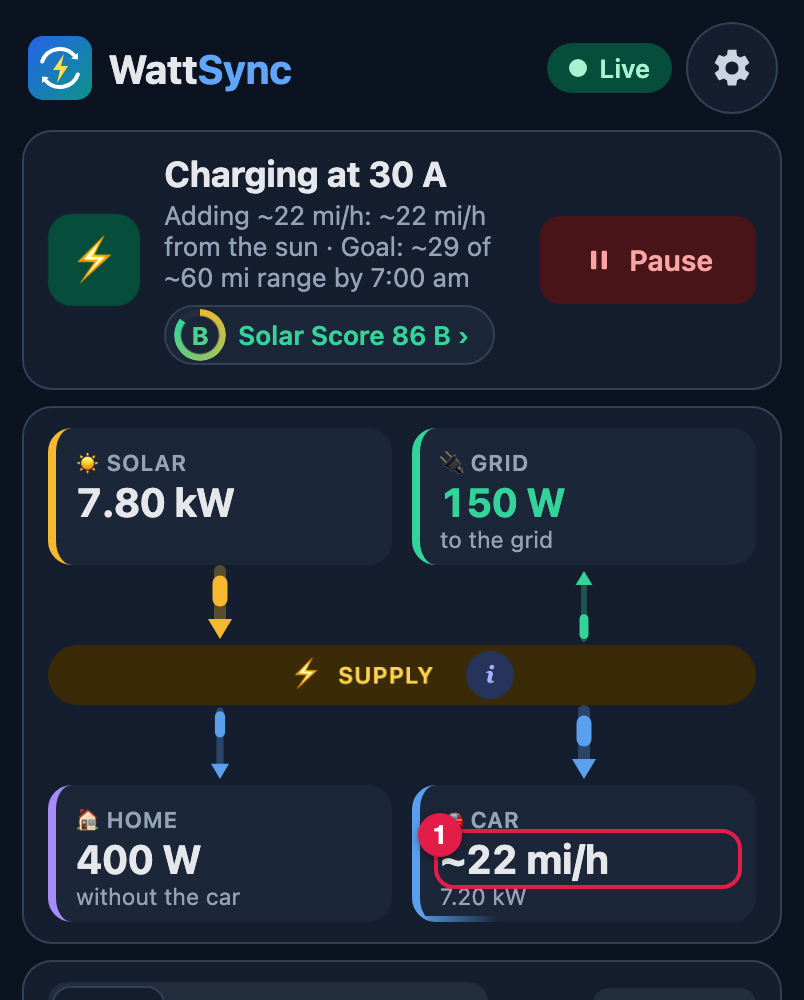 WattSync
Live
Charging at 30 A
Adding ~22 mi/h: ~22 mi/h
from the sun · Goal: ~29 of
~60 mi range by 7:00 am
Pause
B
Solar Score 86 B ›
SOLAR
7.80 kW
GRID
150 W
to the grid
SUPPLY
i
HOME
400 W
without the car
1
CAR
~22 mi/h
7.20 kW